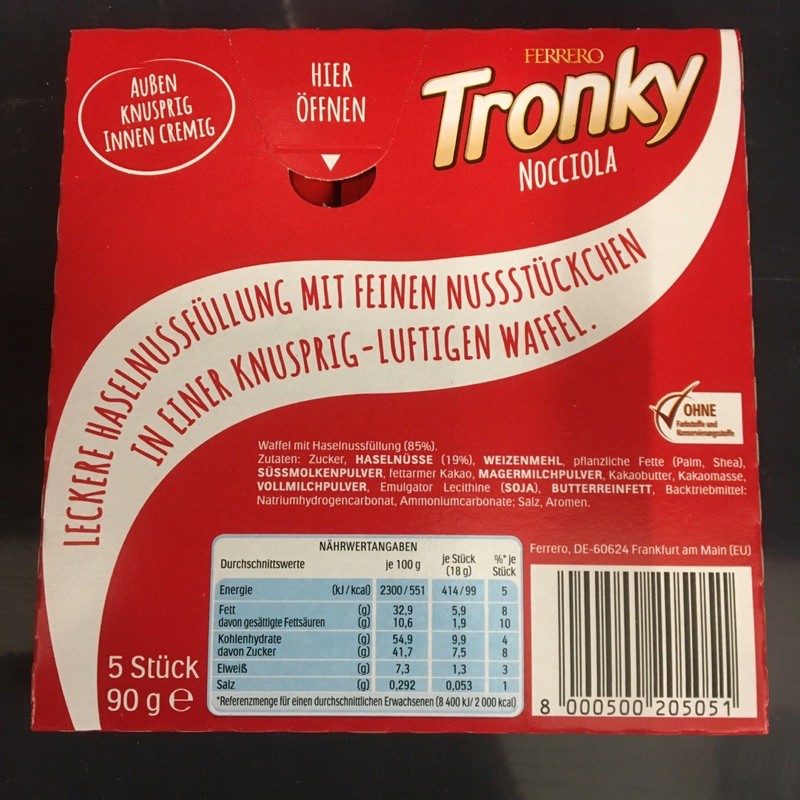 AUßEN
KNUSPRIG
INNEN CREMIG
HIER
ÖFFNEN
FERRERO
Tronky
NOCCIOLA
LECKERE HASELNUSSFÜLLUNG MIT FEINEN NUSSSTÜCKCHEN
IN EINER KNUSPRIG-LUFTIGEN WAFFEL.
OHNE
Farbstoffe und
Konservierungsstoffe
Waffel mit Haselnussfüllung (85%).
Zutaten: Zucker, HASELNÜSSE (19%), WEIZENMEHL, pflanzliche Fette (Palm, Shea),
SÜSSMOLKENPULVER, fettarmer Kakao, MAGERMILCHPULVER, Kakaobutter, Kakaomasse,
VOLLMILCHPULVER, Emulgator Lecithine (SOJA), BUTTERREINFETT, Backtriebmittel:
Natriumhydrogencarbonat, Ammoniumcarbonate; Salz, Aromen.
Ferrero, DE-60624 Frankfurt am Main (EU)
NÄHRWERTANGABEN
Durchschnittswerte je 100 g je Stück (18 g) %* je Stück
Energie (kJ/kcal) 2300/551 414/99 5
Fett (g) 32,9 5,9 8
davon gesättigte Fettsäuren (g) 10,6 1,9 10
Kohlenhydrate (g) 54,9 9,9 4
davon Zucker (g) 41,7 7,5 8
Eiweiß (g) 7,3 1,3 3
Salz (g) 0,292 0,053 1
*Referenzmenge für einen durchschnittlichen Erwachsenen (8 400 kJ/2 000 kcal)
5 Stück
90 g ℮
8 000500 205051